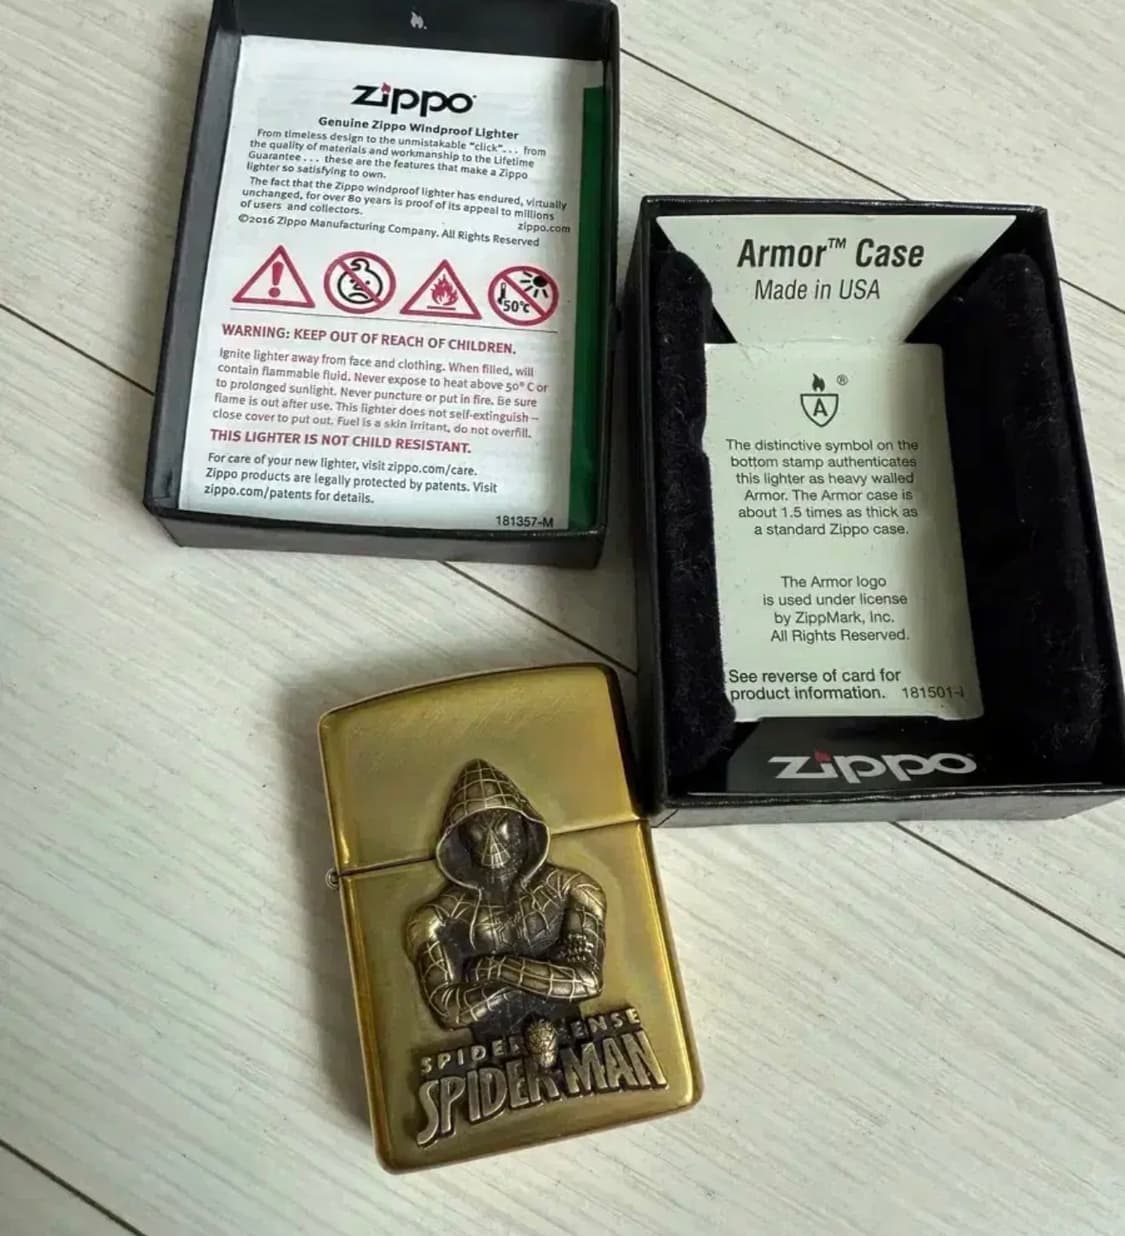 Zippo
Genuine Zippo Windproof Lighter
From timeless design to the unmistakable "click"... from
the quality of materials and workmanship to the Lifetime
Guarantee . . . these are the features that make a Zippo
lighter so satisfying to own.
The fact that the Zippo windproof lighter has endured, virtually
unchanged, for over 80 years is proof of its appeal to millions
of users and collectors.
zippo.com
©2016 Zippo Manufacturing Company. All Rights Reserved
50°C
WARNING: KEEP OUT OF REACH OF CHILDREN.
Ignite lighter away from face and clothing. When filled, will
contain flammable fluid. Never expose to heat above 50° C or
to prolonged sunlight. Never puncture or put in fire. Be sure
flame is out after use. This lighter does not self-extinguish –
close cover to put out. Fuel is a skin irritant, do not overfill.
THIS LIGHTER IS NOT CHILD RESISTANT.
For care of your new lighter, visit zippo.com/care.
Zippo products are legally protected by patents. Visit
zippo.com/patents for details.
181357-M
Armor™ Case
Made in USA
®
A
The distinctive symbol on the
bottom stamp authenticates
this lighter as heavy walled
Armor. The Armor case is
about 1.5 times as thick as
a standard Zippo case.
The Armor logo
is used under license
by ZippMark, Inc.
All Rights Reserved.
See reverse of card for
product information. 181501-I
Zippo
SPIDER SENSE
SPIDER-MAN